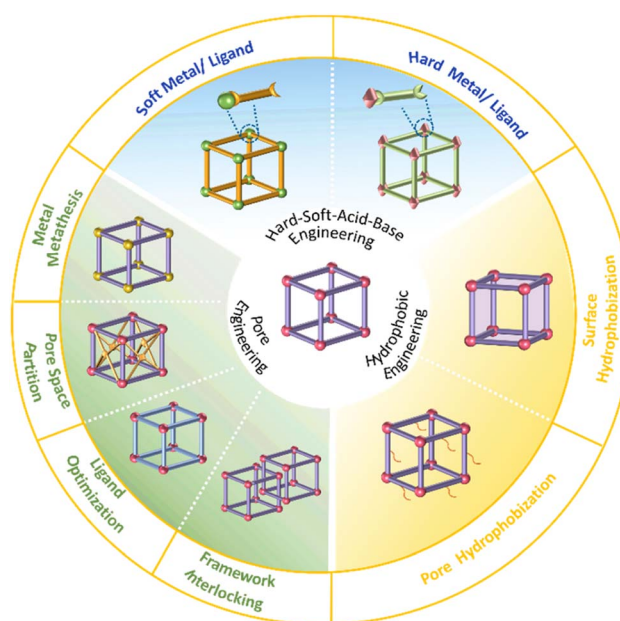 Soft Metal/ Ligand
Hard Metal/ Ligand
Hard-Soft-Acid-Base
Engineering
Metal
Metathesis
Pore Space
Partition
Ligand
Optimization
Framework
Interlocking
Pore
Engineering
Hydrophobic
Engineering
Surface
Hydrophobization
Pore Hydrophobization